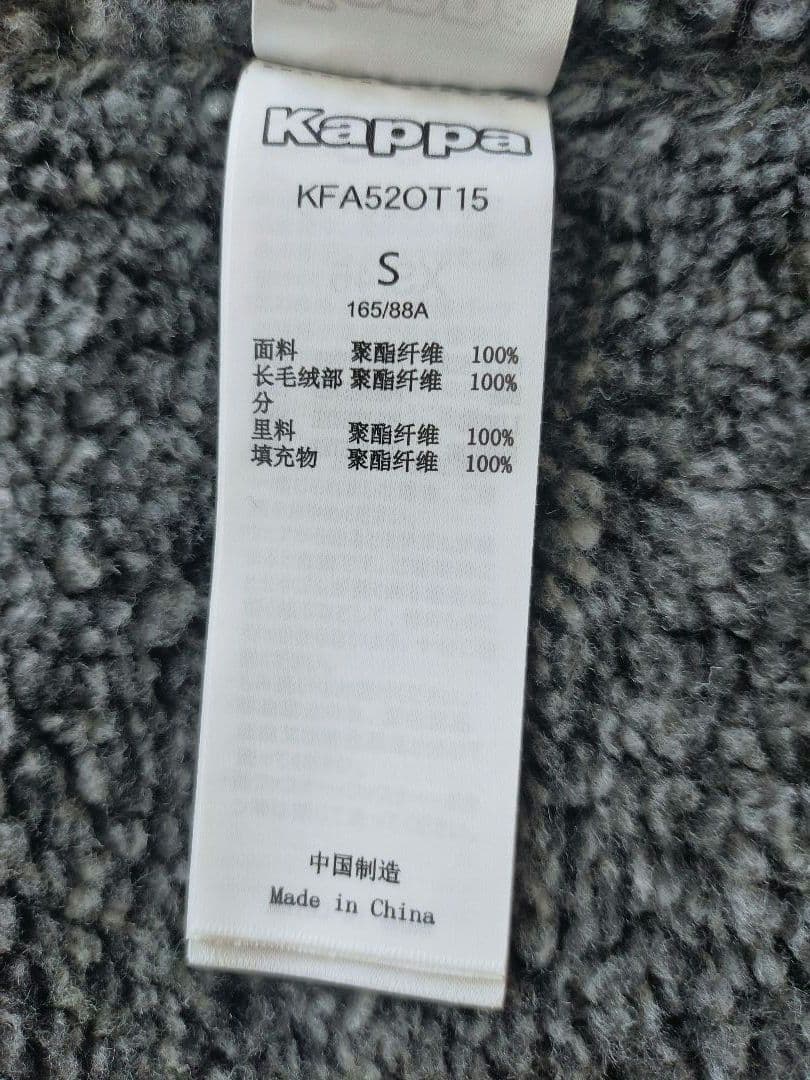 Kappa
KFA52OT15
S
165/88A
面料 聚酯纤维 100%
长毛绒部 聚酯纤维 100%
分
里料 聚酯纤维 100%
填充物 聚酯纤维 100%
中国制造
Made in China